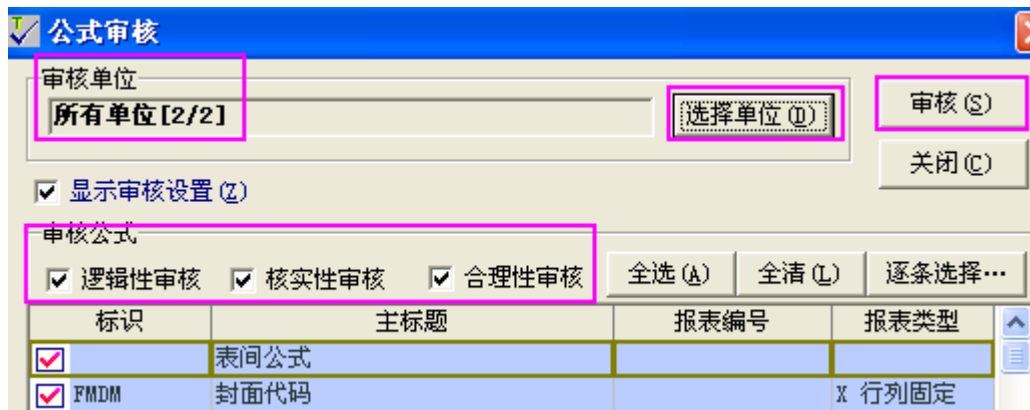 公式审核
审核单位
所有单位[2/2]
选择单位(D)
审核(S)
关闭(C)
显示审核设置(Z)
审核公式
逻辑性审核 核实性审核 合理性审核 全选(A) 全清(L) 逐条选择…
标识 主标题 报表编号 报表类型
表间公式
FMDM 封面代码 X 行列固定